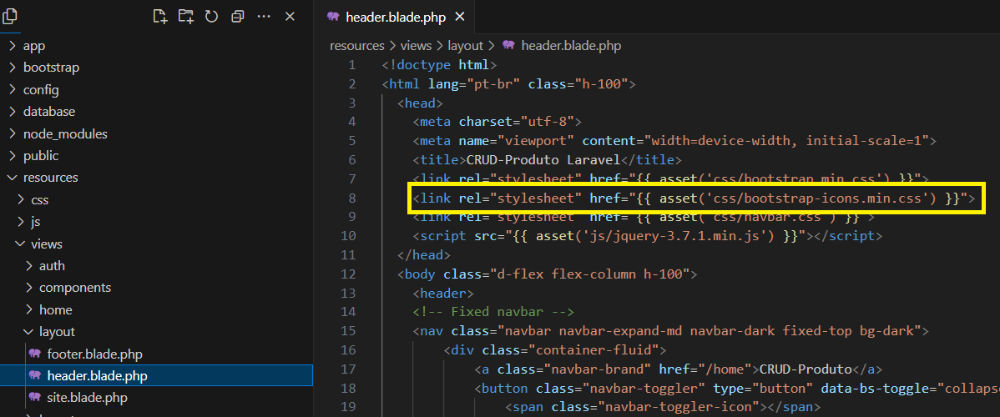 header.blade.php
app
bootstrap
config
database
node_modules
public
resources
css
js
views
auth
components
home
layout
footer.blade.php
header.blade.php
site.blade.php
resources > views > layout > header.blade.php
1 <!doctype html>
2 <html lang="pt-br" class="h-100">
3 <head>
4 <meta charset="utf-8">
5 <meta name="viewport" content="width=device-width, initial-scale=1">
6 <title>CRUD-Produto Laravel</title>
7 <link rel="stylesheet" href="{{ asset('css/bootstrap.min.css') }}">
8 <link rel="stylesheet" href="{{ asset('css/bootstrap-icons.min.css') }}">
9 <link rel="stylesheet" href="{{ asset('css/navbar.css') }}">
10 <script src="{{ asset('js/jquery-3.7.1.min.js') }}"></script>
11 </head>
12 <body class="d-flex flex-column h-100">
13 <header>
14 <!-- Fixed navbar -->
15 <nav class="navbar navbar-expand-md navbar-dark fixed-top bg-dark">
16 <div class="container-fluid">
17 <a class="navbar-brand" href="/home">CRUD-Produto</a>
18 <button class="navbar-toggler" type="button" data-bs-toggle="collaps
19 <span class="navbar-toggler-icon"></span>